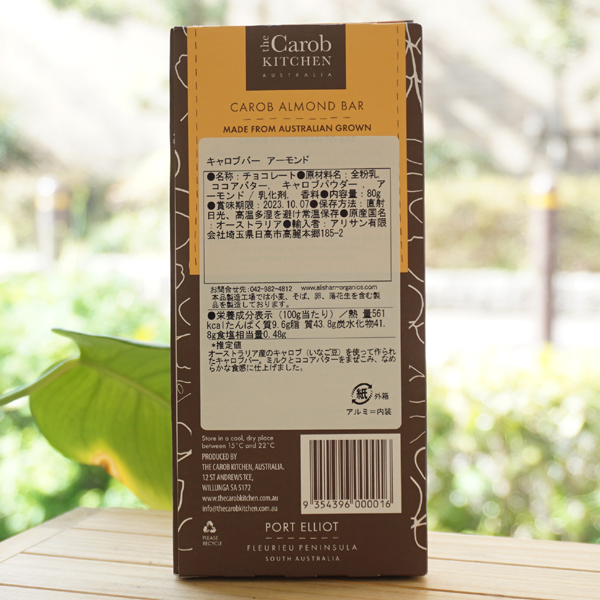 the Carob
KITCHEN
AUSTRALIA
CAROB ALMOND BAR
MADE FROM AUSTRALIAN GROWN
キャロブバー アーモンド
●名称:チョコレート●原材料名:全粉乳、
ココアバター、キャロブパウダー、アー
モンド / 乳化剤、香料●内容量:80g
●賞味期限:2023.10.07●保存方法:直射
日光、高温多湿を避け常温保存●原産国名
:オーストラリア●輸入者:アリサン有限
会社埼玉県日高市高麗本郷185-2
お問合せ先:042-982-4812 www.alishan-organics.com
本品製造工場では小麦、そば、卵、落花生を含む製
品を製造しております。
●栄養成分表示(100g当たり)/熱量561
kcalたんぱく質9.6g脂質43.8g炭水化物41.
8g食塩相当量0.48g
*推定値
オーストラリア産のキャロブ(いなご豆)を使って作られ
たキャロブバー。ミルクとココアバターをまぜこみ、なめ
らかな食感に仕上げました。
紙 外箱
アルミ=内装
Store in a cool, dry place
between 15°C and 22°C
PRODUCED BY
THE CAROB KITCHEN, AUSTRALIA.
12 ST ANDREWS TCE,
WILLUNGA SA 5172
www.thecarobkitchen.com.au
info@thecarobkitchen.com.au
9 354396 000016
PLEASE
RECYCLE
PORT ELLIOT
FLEURIEU PENINSULA
SOUTH AUSTRALIA